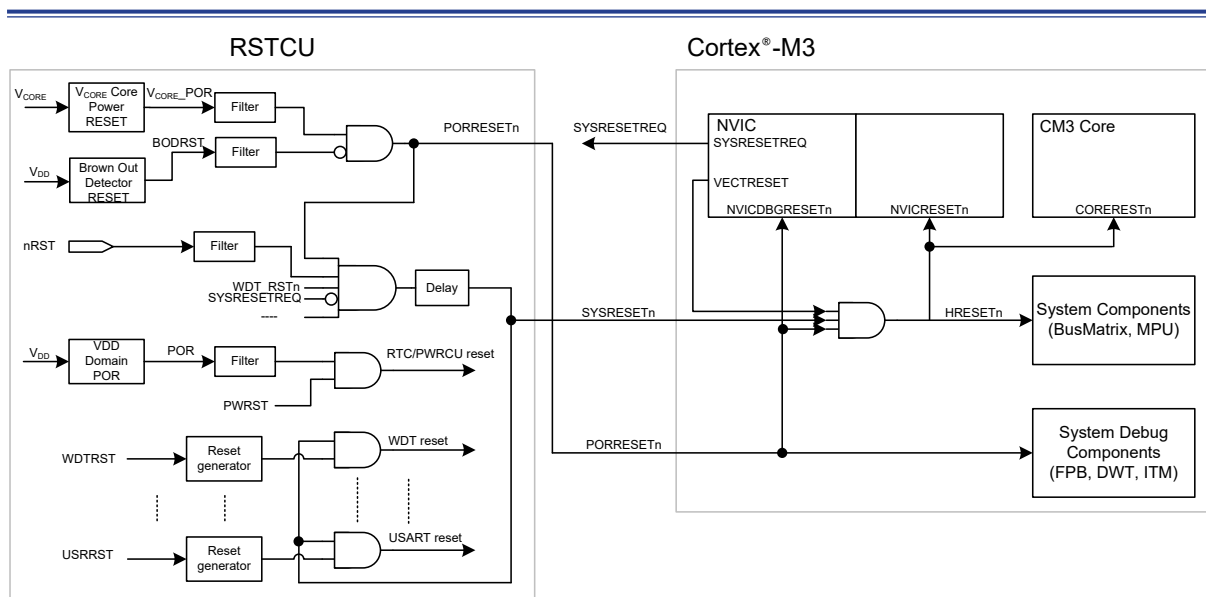 RSTCU
Cortex®-M3
VCORE
VCORE Core
Power
RESET
VCORE_POR
Filter
BODRST
Filter
VDD
Brown Out
Detector
RESET
PORRESETn
nRST
Filter
WDT_RSTn
SYSRESETREQ
----
Delay
VDD
VDD
Domain
POR
POR
Filter
RTC/PWRCU reset
PWRST
WDTRST
Reset
generator
WDT reset
USRRST
Reset
generator
USART reset
SYSRESETREQ
NVIC
SYSRESETREQ
VECTRESET
NVICDBGRESETn
NVICRESETn
CM3 Core
CORERESTn
SYSRESETn
HRESETn
System Components
(BusMatrix, MPU)
PORRESETn
System Debug
Components
(FPB, DWT, ITM)